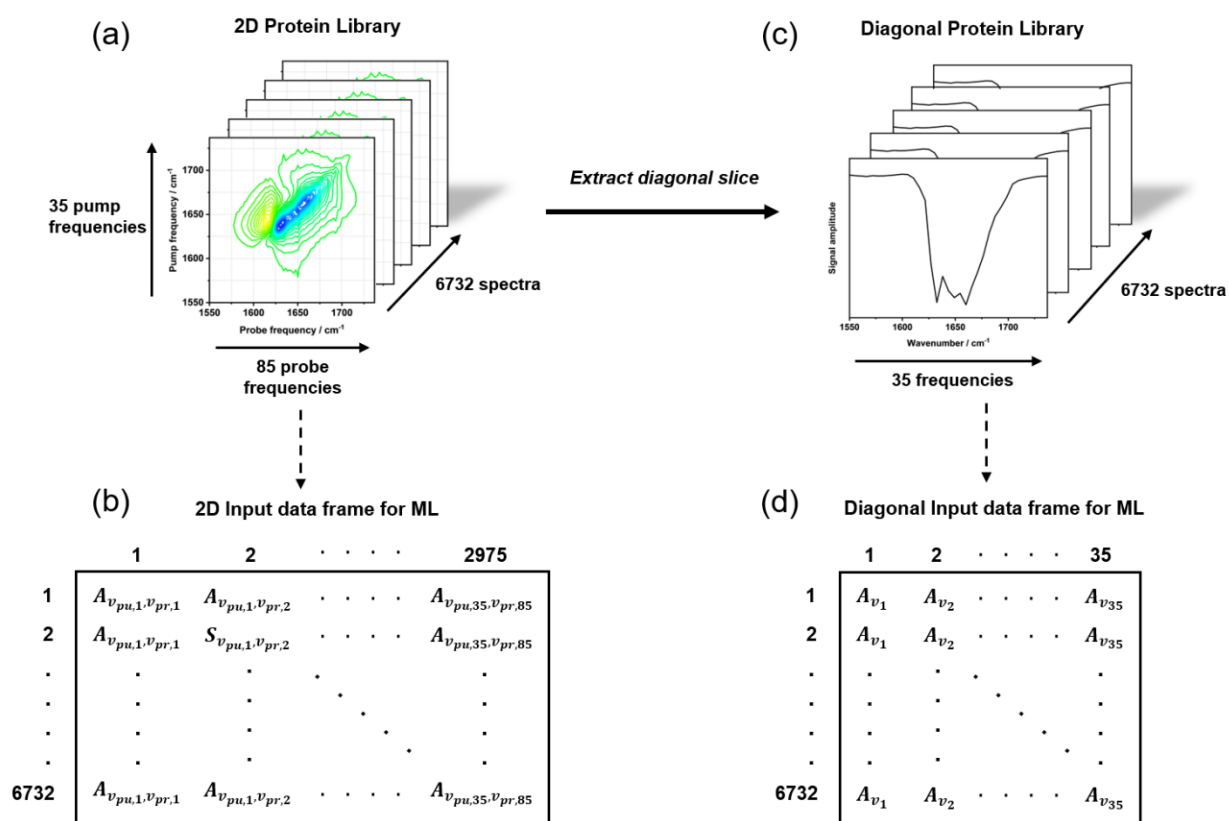 (a)
2D Protein Library
35 pump
frequencies
Pump frequency / cm⁻¹
1700
1650
1600
1550
1550 1600 1650 1700
Probe frequency / cm⁻¹
6732 spectra
85 probe
frequencies
Extract diagonal slice
(c)
Diagonal Protein Library
Signal amplitude
1550 1600 1650 1700
Wavenumber / cm⁻¹
6732 spectra
35 frequencies
(b)
2D Input data frame for ML
1 2 . . . . 2975
1 A_{v_{pu,1},v_{pr,1}} A_{v_{pu,1},v_{pr,2}} . . . . A_{v_{pu,35},v_{pr,85}}
2 A_{v_{pu,1},v_{pr,1}} S_{v_{pu,1},v_{pr,2}} . . . . A_{v_{pu,35},v_{pr,85}}
6732 A_{v_{pu,1},v_{pr,1}} A_{v_{pu,1},v_{pr,2}} . . . . A_{v_{pu,35},v_{pr,85}}
(d)
Diagonal Input data frame for ML
1 2 . . . . 35
1 A_{v_1} A_{v_2} . . . . A_{v_{35}}
2 A_{v_1} A_{v_2} . . . . A_{v_{35}}
6732 A_{v_1} A_{v_2} . . . . A_{v_{35}}